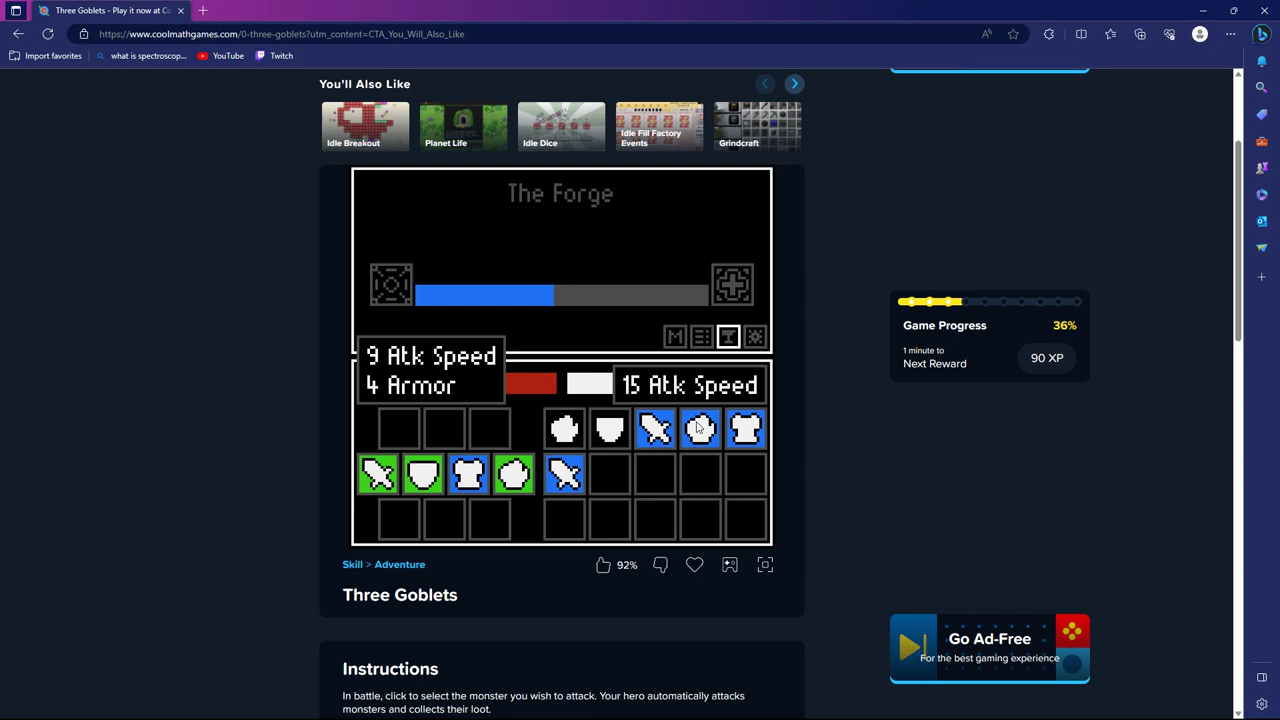 Three Goblets - Play it now at Co
https://www.coolmathgames.com/0-three-goblets?utm_content=CTA_You_Will_Also_Like
Import favorites
what is spectroscop...
YouTube
Twitch
You'll Also Like
Idle Breakout
Planet Life
Idle Dice
Idle Fill Factory
Events
Grindcraft
The Forge
M
T
9 Atk Speed
4 Armor
15 Atk Speed
Game Progress
36%
1 minute to
Next Reward
90 XP
Skill > Adventure
92%
Three Goblets
Go Ad-Free
For the best gaming experience
Instructions
In battle, click to select the monster you wish to attack. Your hero automatically attacks
monsters and collects their loot.